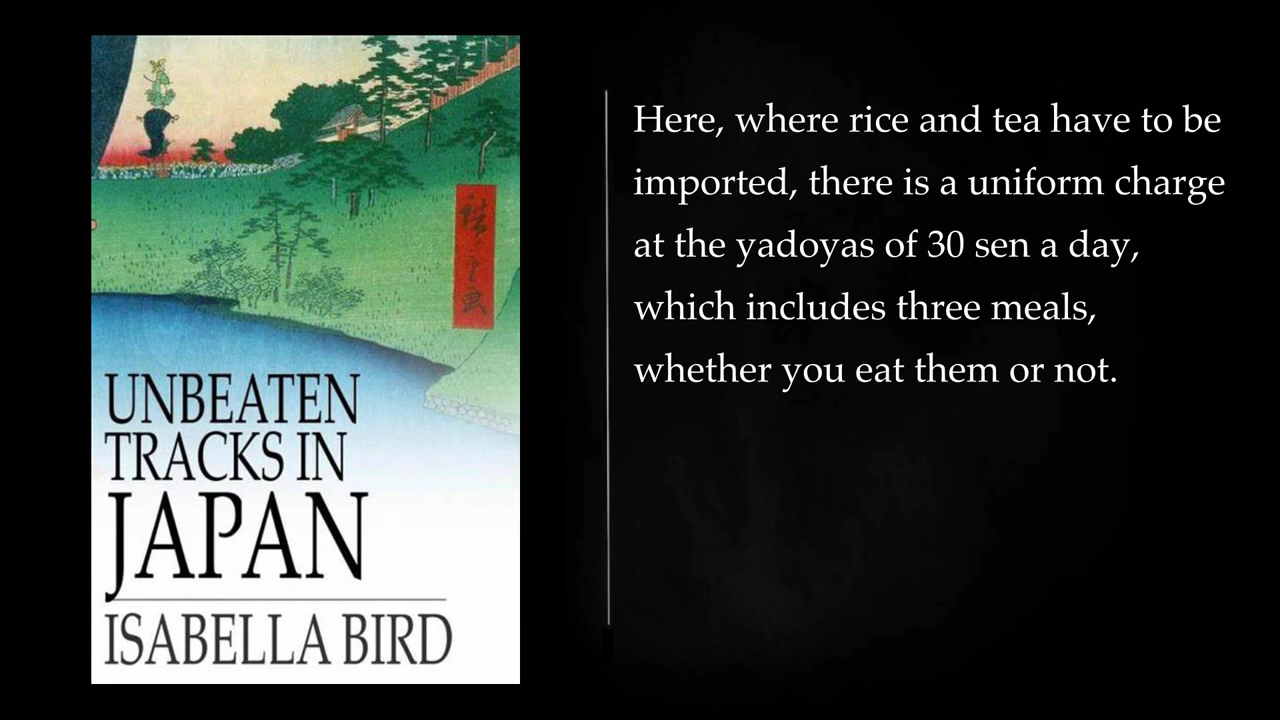 UNBEATEN
TRACKS IN
JAPAN
ISABELLA BIRD
Here, where rice and tea have to be
imported, there is a uniform charge
at the yadoyas of 30 sen a day,
which includes three meals,
whether you eat them or not.